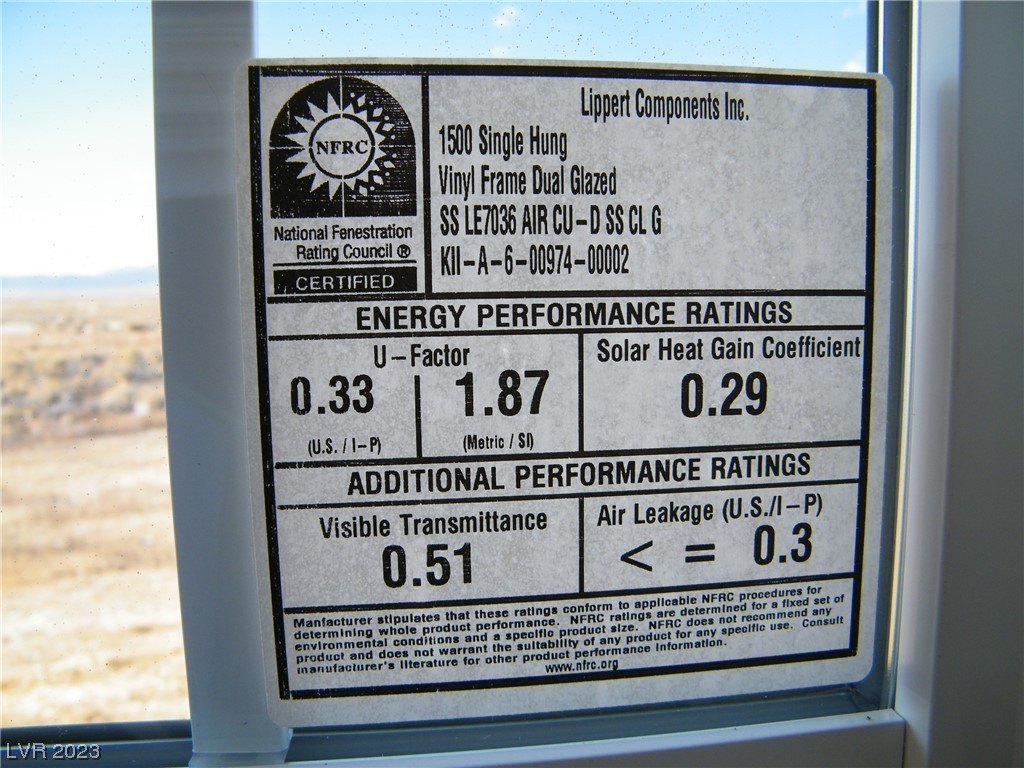 NFRC
National Fenestration
Rating Council ®
CERTIFIED
Lippert Components Inc.
1500 Single Hung
Vinyl Frame Dual Glazed
SS LE7036 AIR CU-D SS CL G
KII-A-6-00974-00002
ENERGY PERFORMANCE RATINGS
U-Factor
0.33
(U.S. / I-P)
1.87
(Metric / SI)
Solar Heat Gain Coefficient
0.29
ADDITIONAL PERFORMANCE RATINGS
Visible Transmittance
0.51
Air Leakage (U.S./I-P)
< = 0.3
Manfacturer stipulates that these ratings conform to applicable NFRC procedures for
determining whole product performance. NFRC ratings are determined for a fixed set of
environmental conditions and a specific product size. NFRC does not recommend any
product and does not warrant the suitability of any product for any specific use. Consult
manufacturer's literature for other product performance information.
www.nfrc.org
LVR 2023